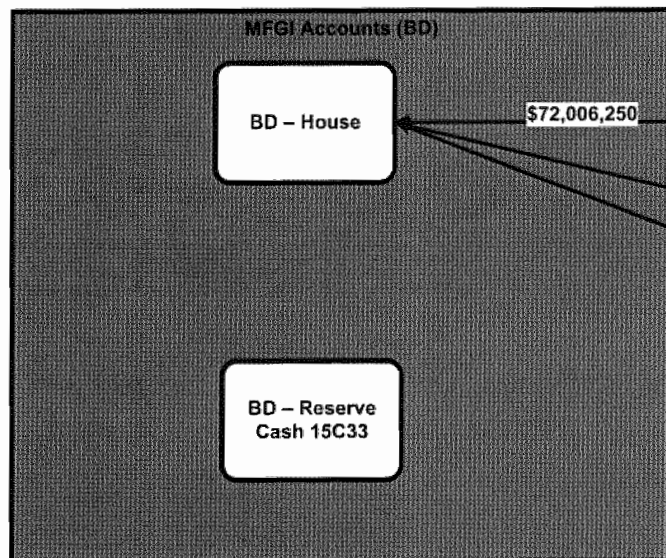 MFGI Accounts (BD)
BD – House
$72,006,250
BD – Reserve
Cash 15C33